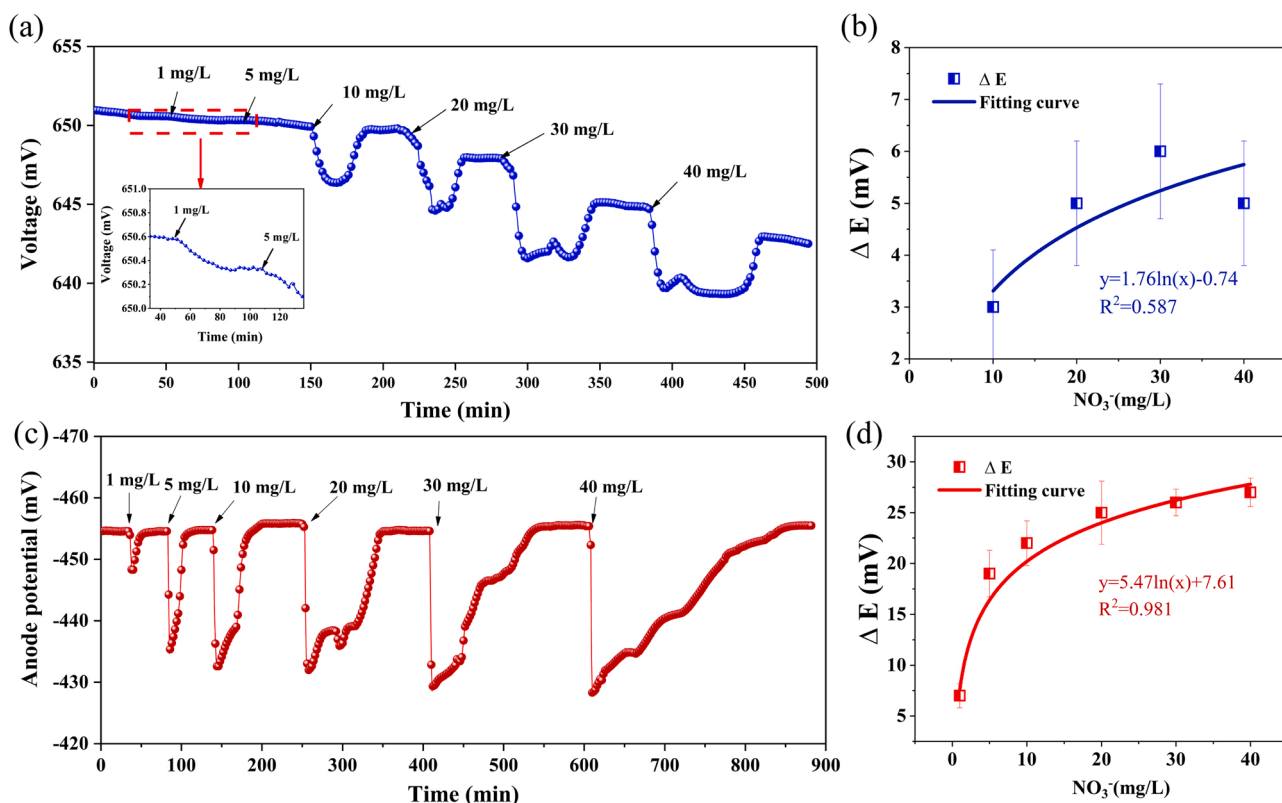 (a)
655
650
645
640
635
Voltage (mV)
1 mg/L
5 mg/L
10 mg/L
20 mg/L
30 mg/L
40 mg/L
651.0
650.8
650.6
650.4
650.2
650.0
Voltage (mV)
1 mg/L
5 mg/L
40 60 80 100 120
Time (min)
0 50 100 150 200 250 300 350 400 450 500
Time (min)
(b)
8
7
6
5
4
3
2
Δ E (mV)
Δ E
Fitting curve
y=1.76ln(x)-0.74
R²=0.587
0 10 20 30 40
NO₃⁻(mg/L)
(c)
-470
-460
-450
-440
-430
-420
Anode potential (mV)
1 mg/L
5 mg/L
10 mg/L
20 mg/L
30 mg/L
40 mg/L
0 100 200 300 400 500 600 700 800 900
Time (min)
(d)
30
25
20
15
10
5
Δ E (mV)
Δ E
Fitting curve
y=5.47ln(x)+7.61
R²=0.981
0 10 20 30 40
NO₃⁻(mg/L)